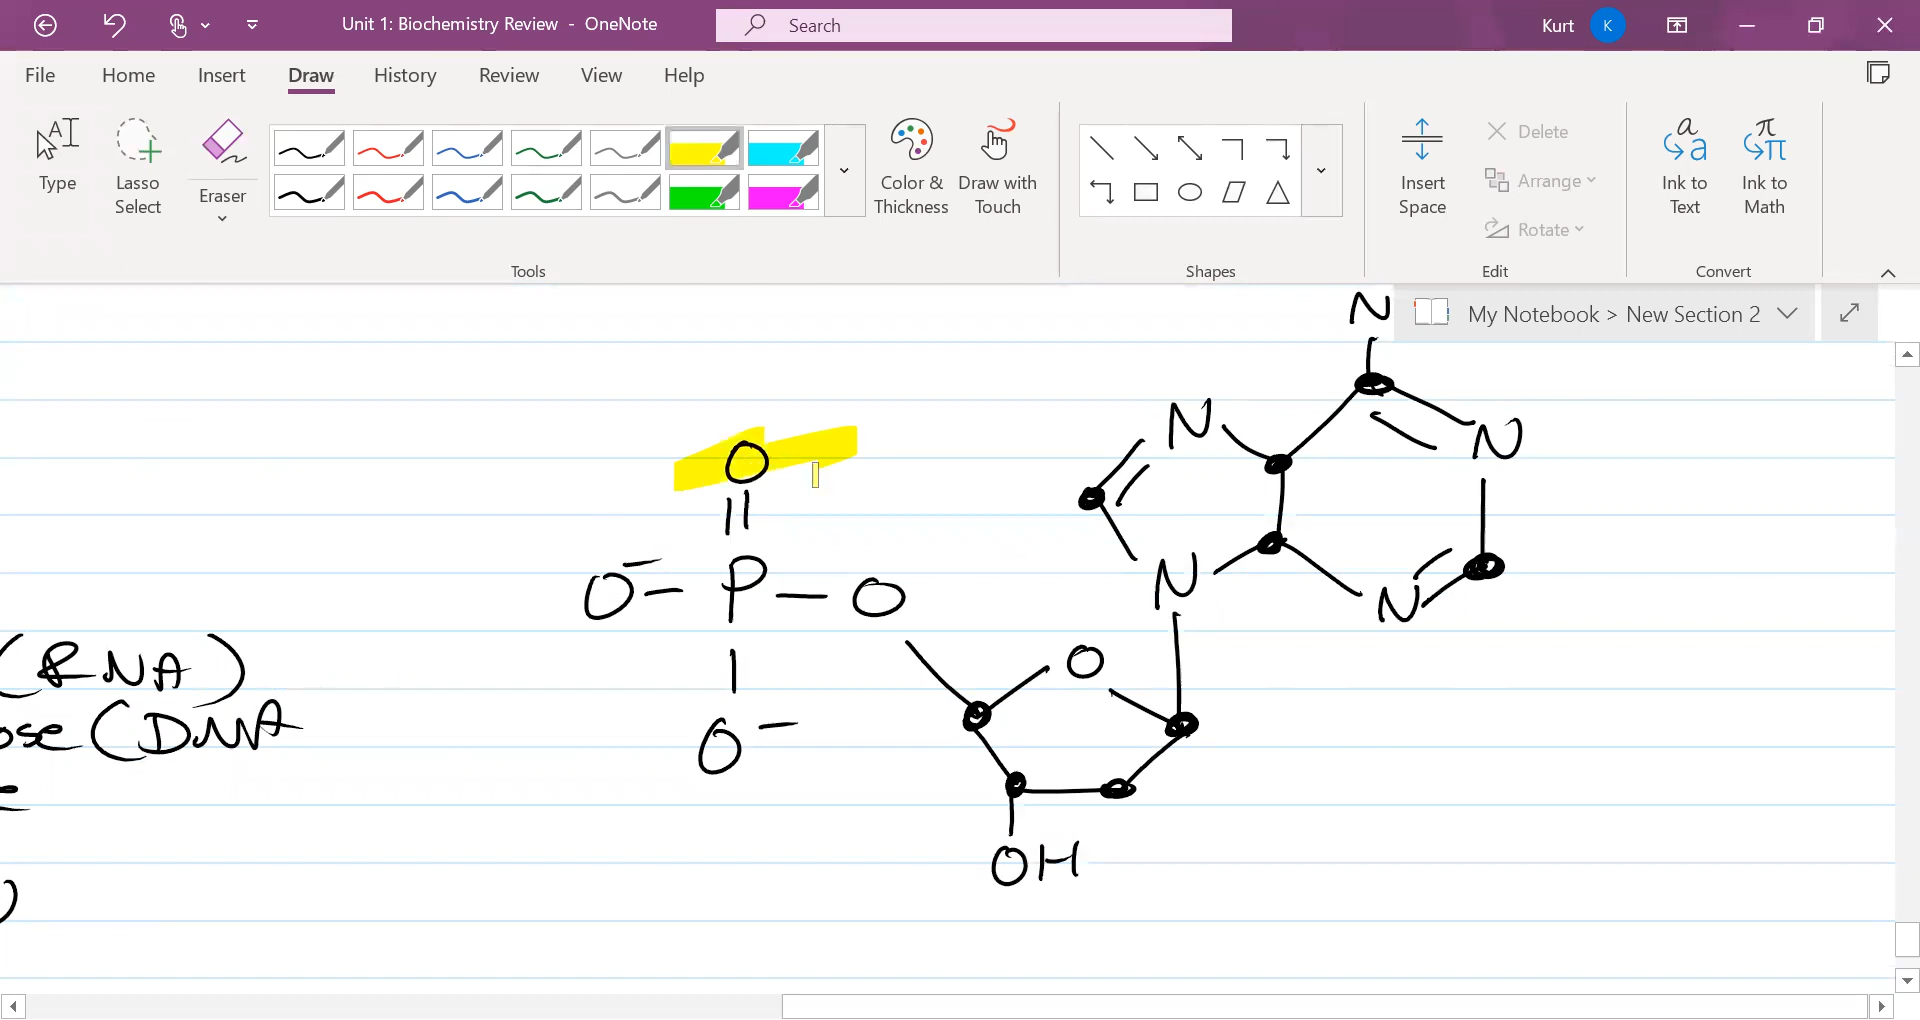 Unit 1: Biochemistry Review - OneNote
Search
Kurt
K
File Home Insert Draw History Review View Help
Type
Lasso Select
Eraser
Color & Thickness
Draw with Touch
Insert Space
Delete
Arrange
Rotate
Ink to Text
Ink to Math
Tools
Shapes
Edit
Convert
My Notebook > New Section 2
N
N
N
O
O⁻ - P - O
N
N
(RNA)
O
ose (DNA
O⁻
OH